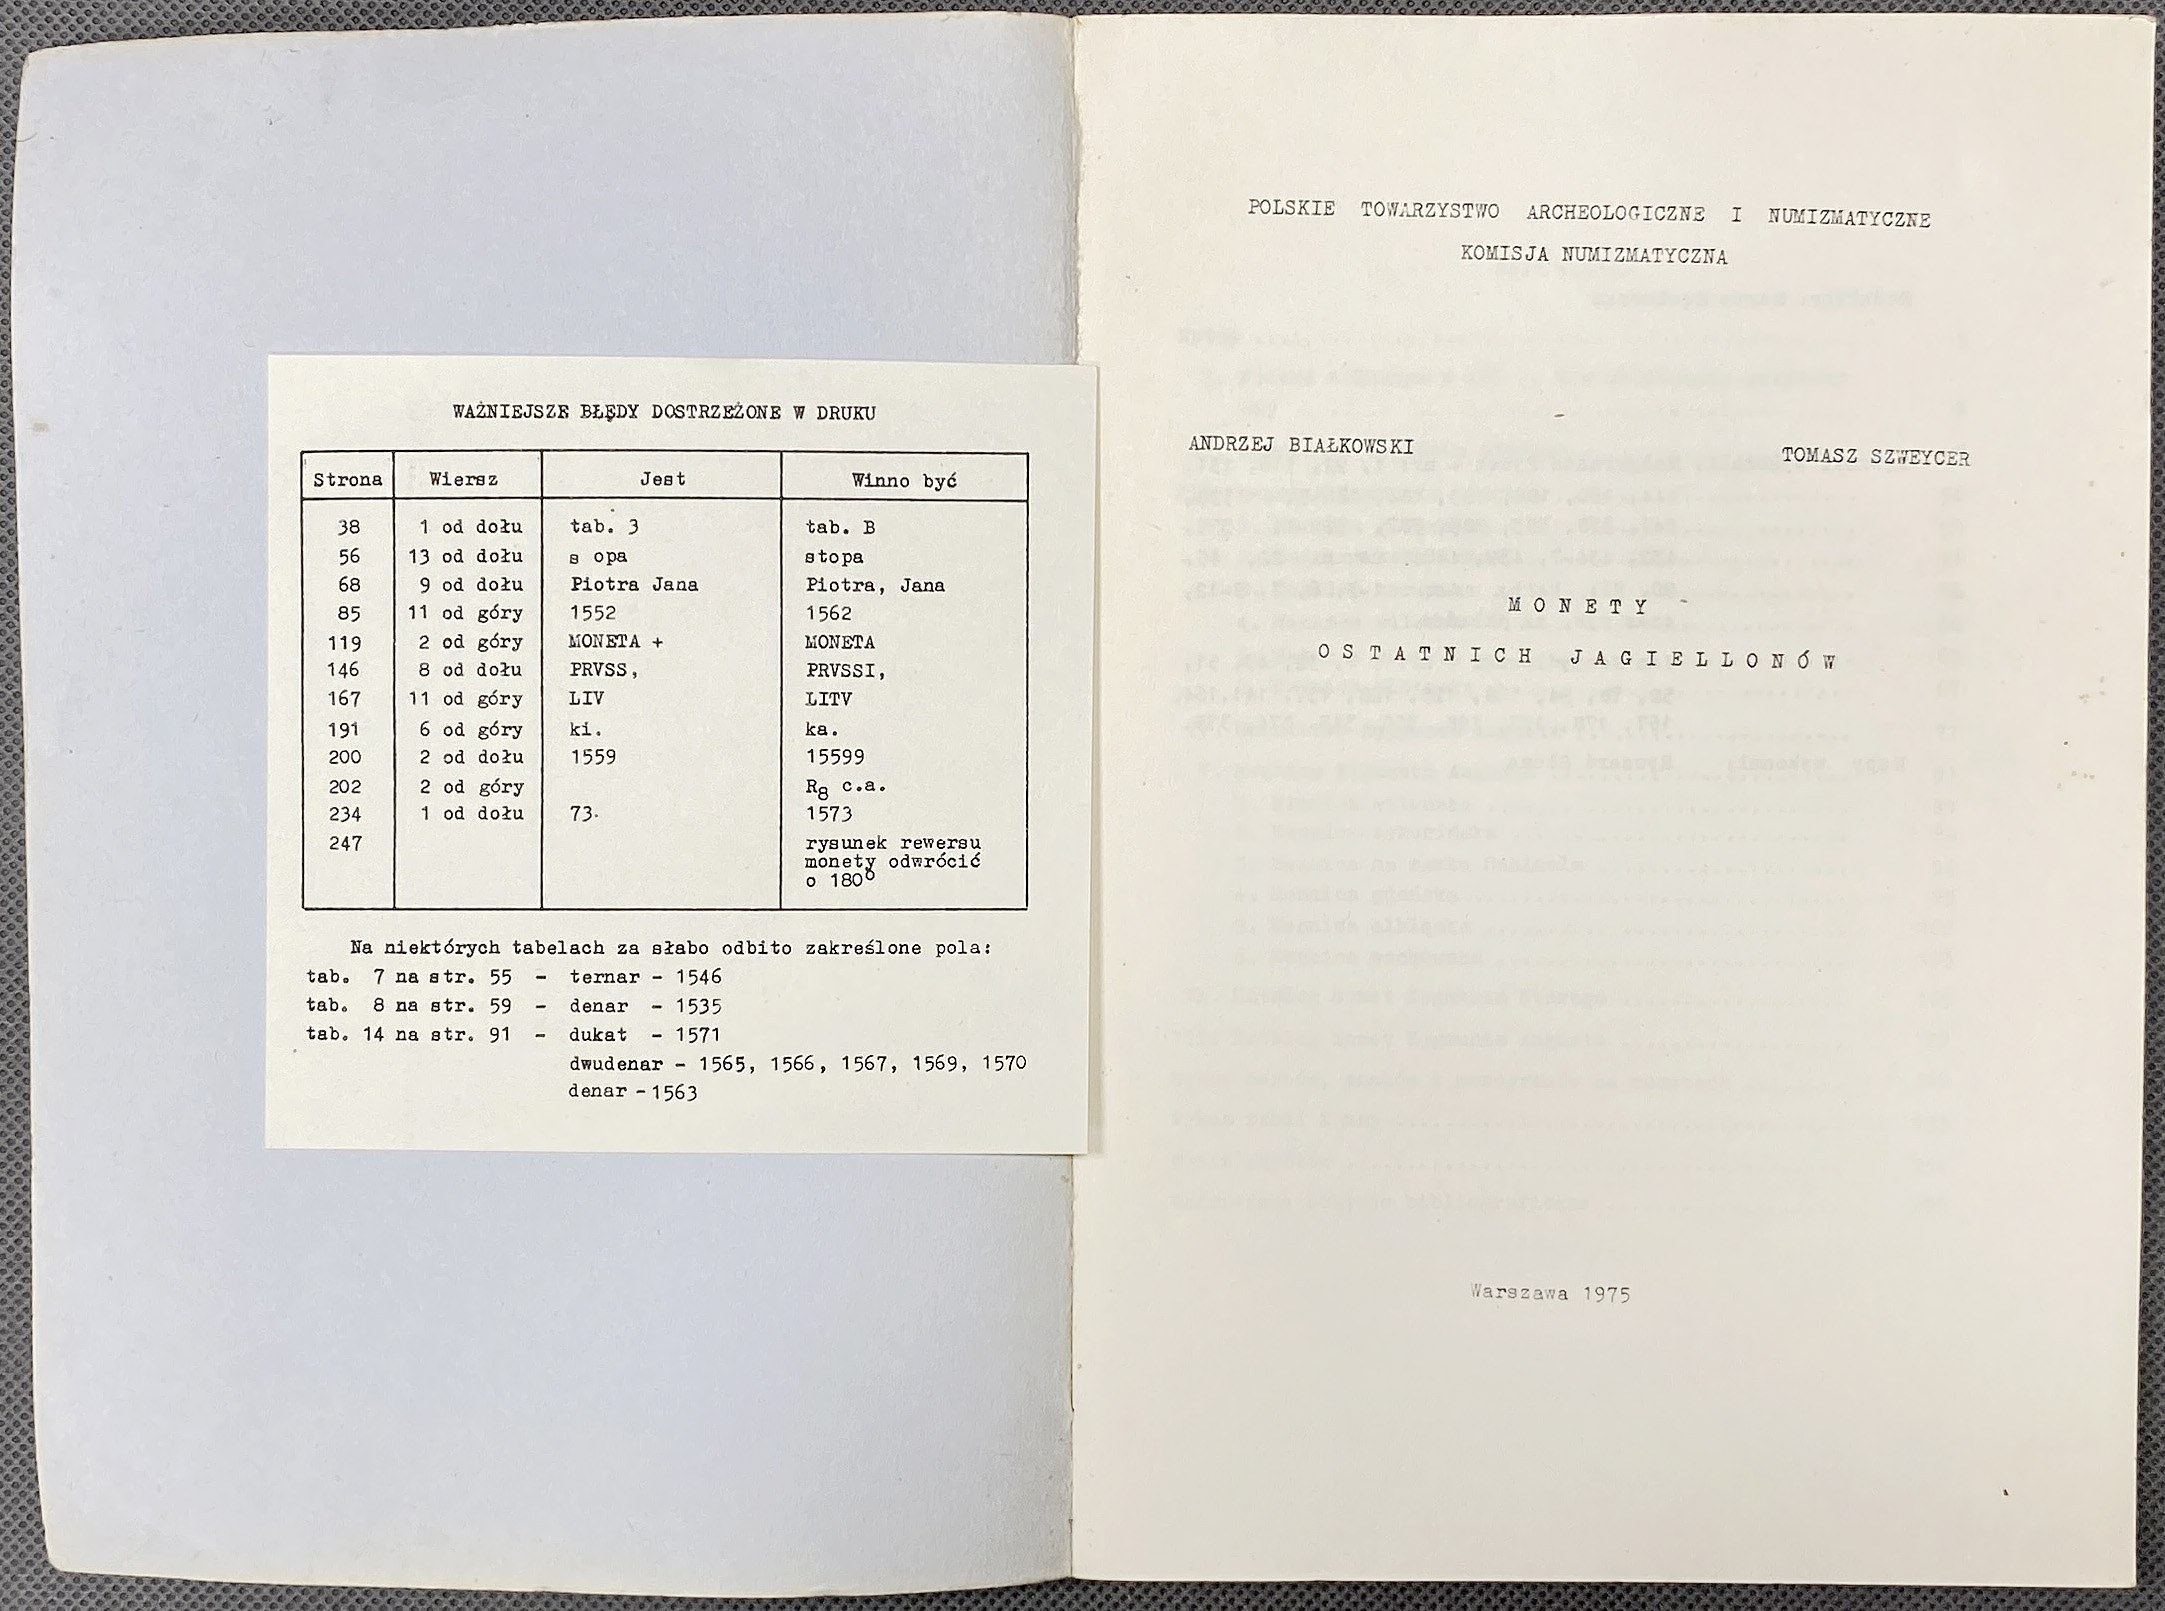 WAŻNIEJSZE BŁĘDY DOSTRZEŻONE W DRUKU
Strona Wiersz Jest Winno być
38 1 od dołu tab. 3 tab. B
56 13 od dołu s opa stopa
68 9 od dołu Piotra Jana Piotra, Jana
85 11 od góry 1552 1562
119 2 od góry MONETA + MONETA
146 8 od dołu PRVSS, PRVSSI,
167 11 od góry LIV LITV
191 6 od góry ki. ka.
200 2 od dołu 1559 15599
202 2 od góry R8 c.a.
234 1 od dołu 73. 1573
247 rysunek rewersu
monety odwrócić
o 180°
Na niektórych tabelach za słabo odbito zakreślone pola:
tab. 7 na str. 55 - ternar - 1546
tab. 8 na str. 59 - denar - 1535
tab. 14 na str. 91 - dukat - 1571
dwudenar - 1565, 1566, 1567, 1569, 1570
denar - 1563
POLSKIE TOWARZYSTWO ARCHEOLOGICZNE I NUMIZMATYCZNE
KOMISJA NUMIZMATYCZNA
ANDRZEJ BIAŁKOWSKI TOMASZ SZWEYCER
MONETY
OSTATNICH JAGIELLONÓW
Warszawa 1975